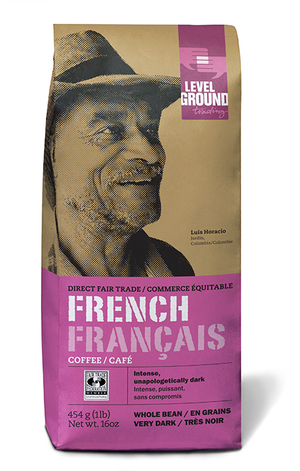 LEVEL
GROUND
trading
Luis Horacio
Jardín,
Colombia/Colombie
DIRECT FAIR TRADE / COMMERCE ÉQUITABLE
FRENCH
FRANÇAIS
COFFEE / CAFÉ
Intense,
unapologetically dark
Intense, puissant,
sans compromis
454 g (1lb)
Net wt. 16oz
WHOLE BEAN / EN GRAINS
VERY DARK / TRÈS NOIR